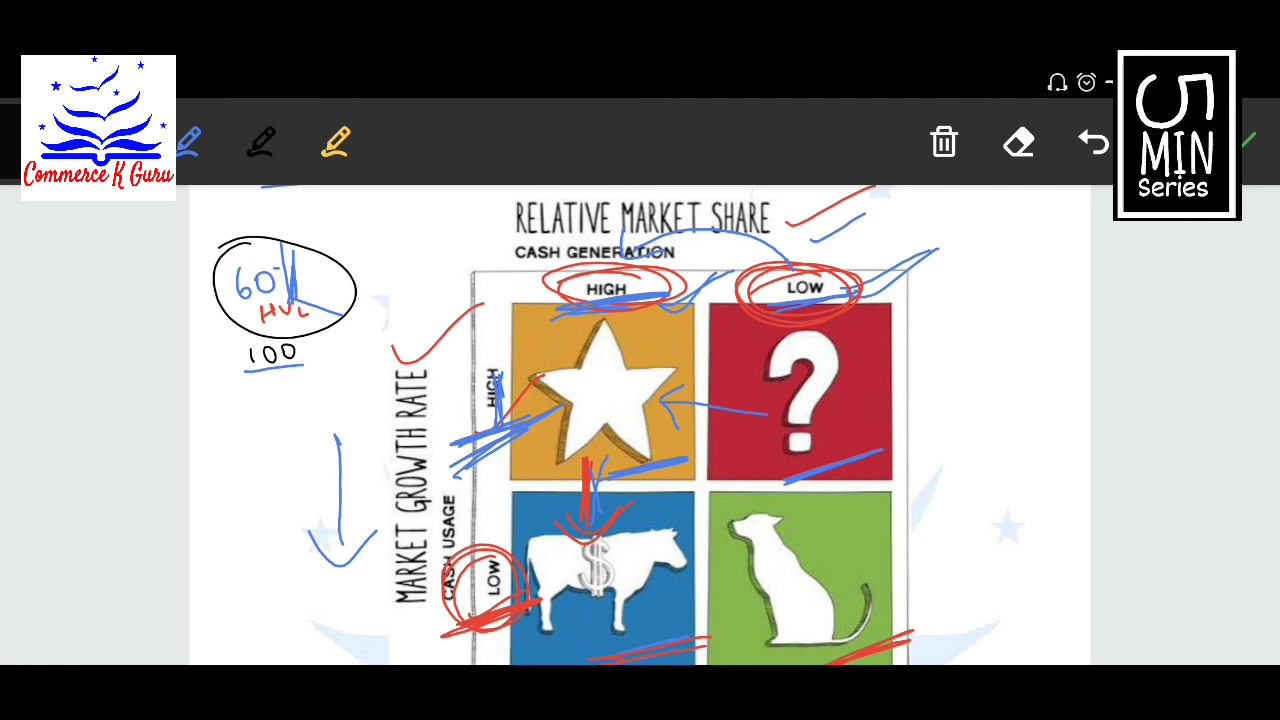 5
MIN
Series
Commerce K Guru
RELATIVE MARKET SHARE
CASH GENERATION
HIGH
LOW
60
HUL
100
MARKET GROWTH RATE
CASH USAGE
HIGH
LOW
?
$